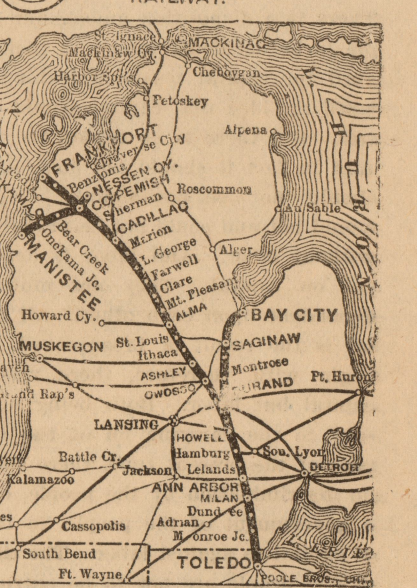 RAILWAY.
St. Ignace
MACKINAC
Mackinaw Cy.
Cheboygan
Harbor Spr.
Petoskey
Alpena
FRANKFORT
Traverse City
Benzonia
NESSEN CY.
COPEMISH
Sherman
Roscommon
CADILLAC
Au Sable
Marion
Bear Creek
Onekama Jc.
MANISTEE
L. George
Alger
Farwell
Clare
Mt. Pleasant
ALMA
Howard Cy.
BAY CITY
St. Louis
SAGINAW
MUSKEGON
Ithaca
Montrose
ASHLEY
DURAND
Pt. Huron
OWOSSO
Rap's
LANSING
HOWELL
Hamburg
Sou. Lyon
Battle Cr.
Jackson
Lelands
DETROIT
Kalamazoo
ANN ARBOR
MILAN
Dundee
Cassopolis
Adrian
Monroe Jc.
South Bend
TOLEDO
Ft. Wayne
L. ERIE
POOLE BROS., CHI.
HURON